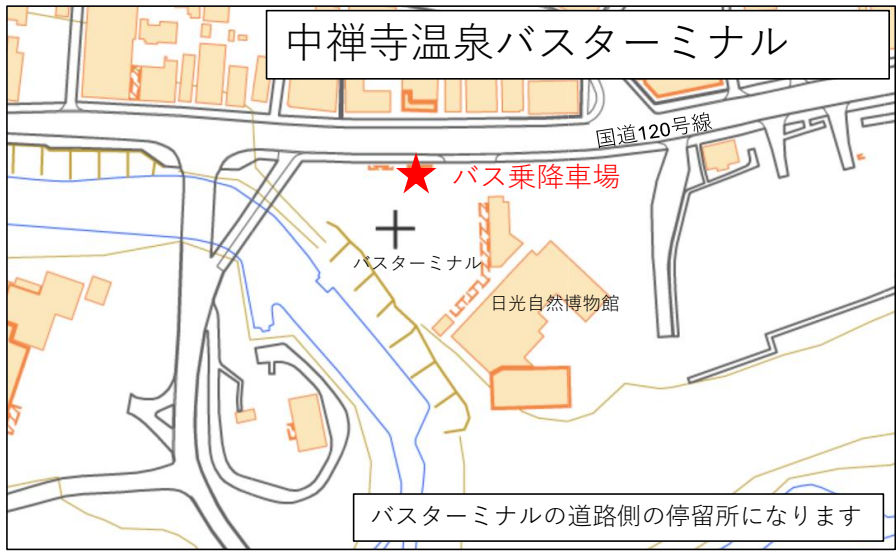 中禅寺温泉バスターミナル
国道120号線
バス乗降車場
バスターミナル
日光自然博物館
バスターミナルの道路側の停留所になります